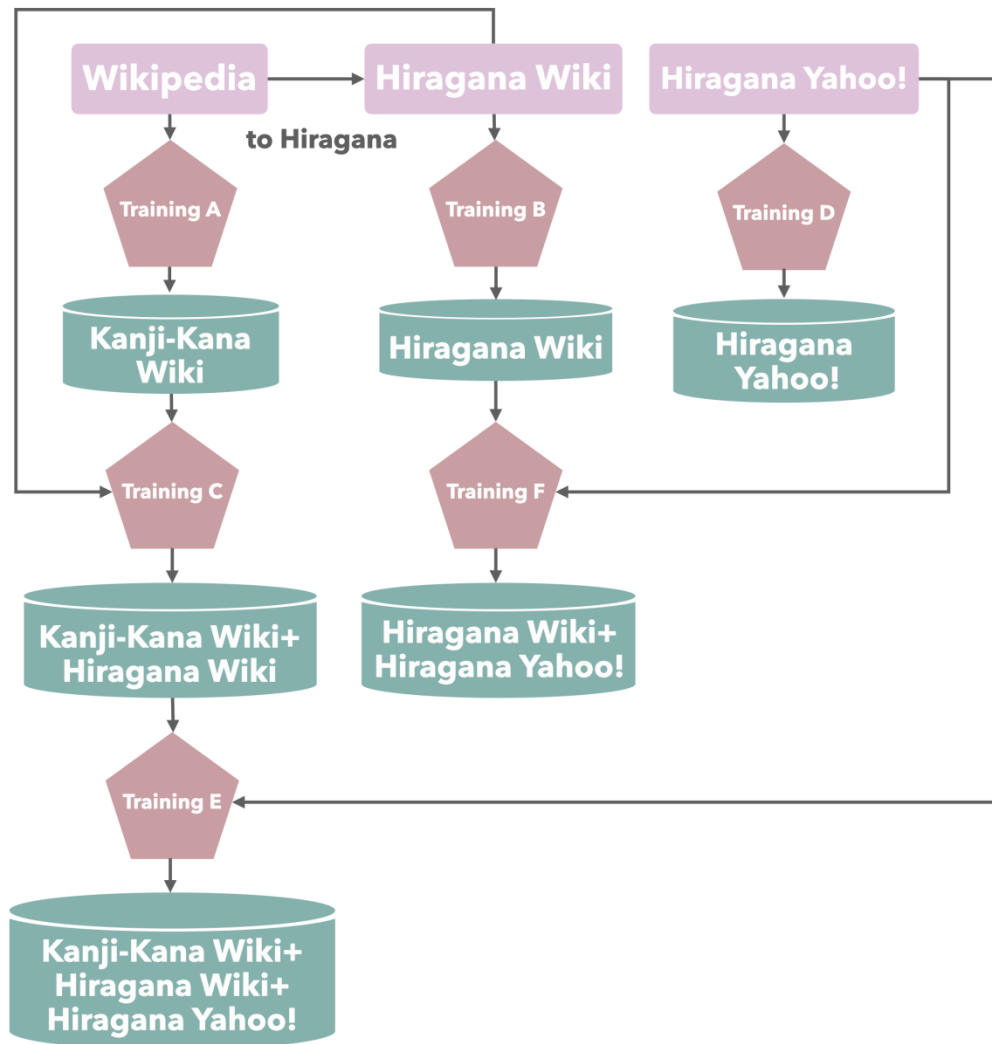 Wikipedia
Hiragana Wiki
Hiragana Yahoo!
to Hiragana
Training A
Training B
Training D
Kanji-Kana
Wiki
Hiragana Wiki
Hiragana
Yahoo!
Training C
Training F
Kanji-Kana Wiki+
Hiragana Wiki
Hiragana Wiki+
Hiragana Yahoo!
Training E
Kanji-Kana Wiki+
Hiragana Wiki+
Hiragana Yahoo!